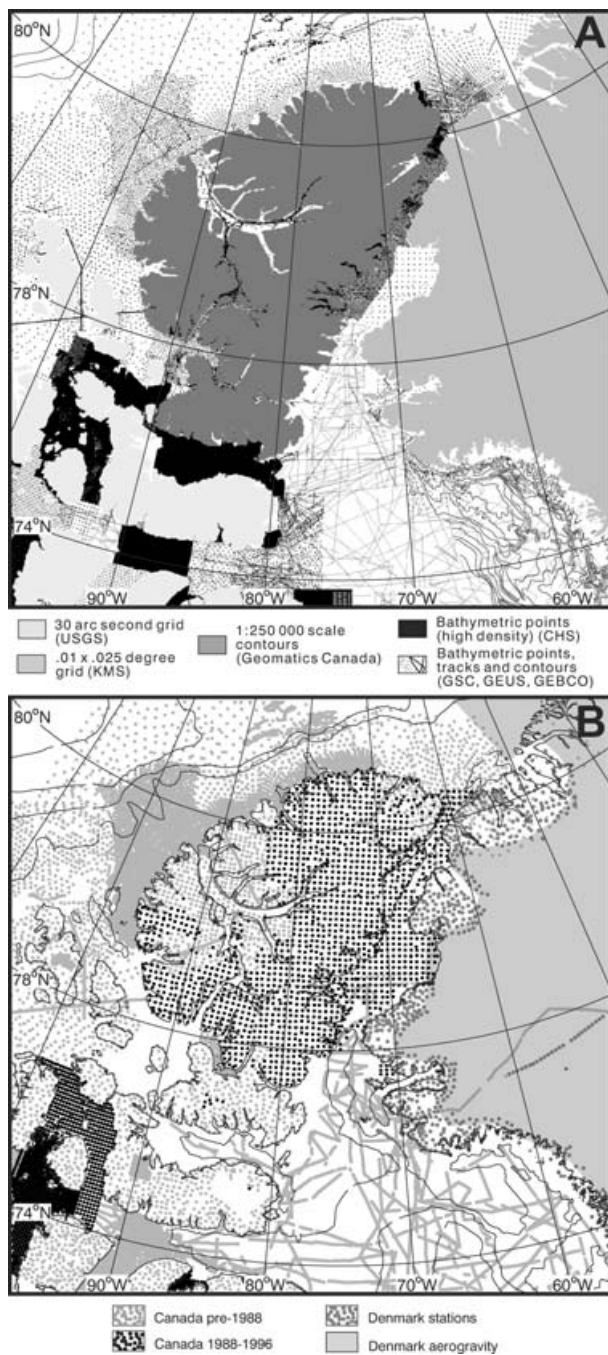 80°N
A
78°N
74°N
90°W
80°W
70°W
60°W
30 arc second grid
(USGS)
.01 x .025 degree
grid (KMS)
1:250 000 scale
contours
(Geomatics Canada)
Bathymetric points
(high density) (CHS)
Bathymetric points,
tracks and contours
(GSC, GEUS, GEBCO)
80°N
B
78°N
74°N
90°W
80°W
70°W
60°W
Canada pre-1988
Canada 1988-1996
Denmark stations
Denmark aerogravity